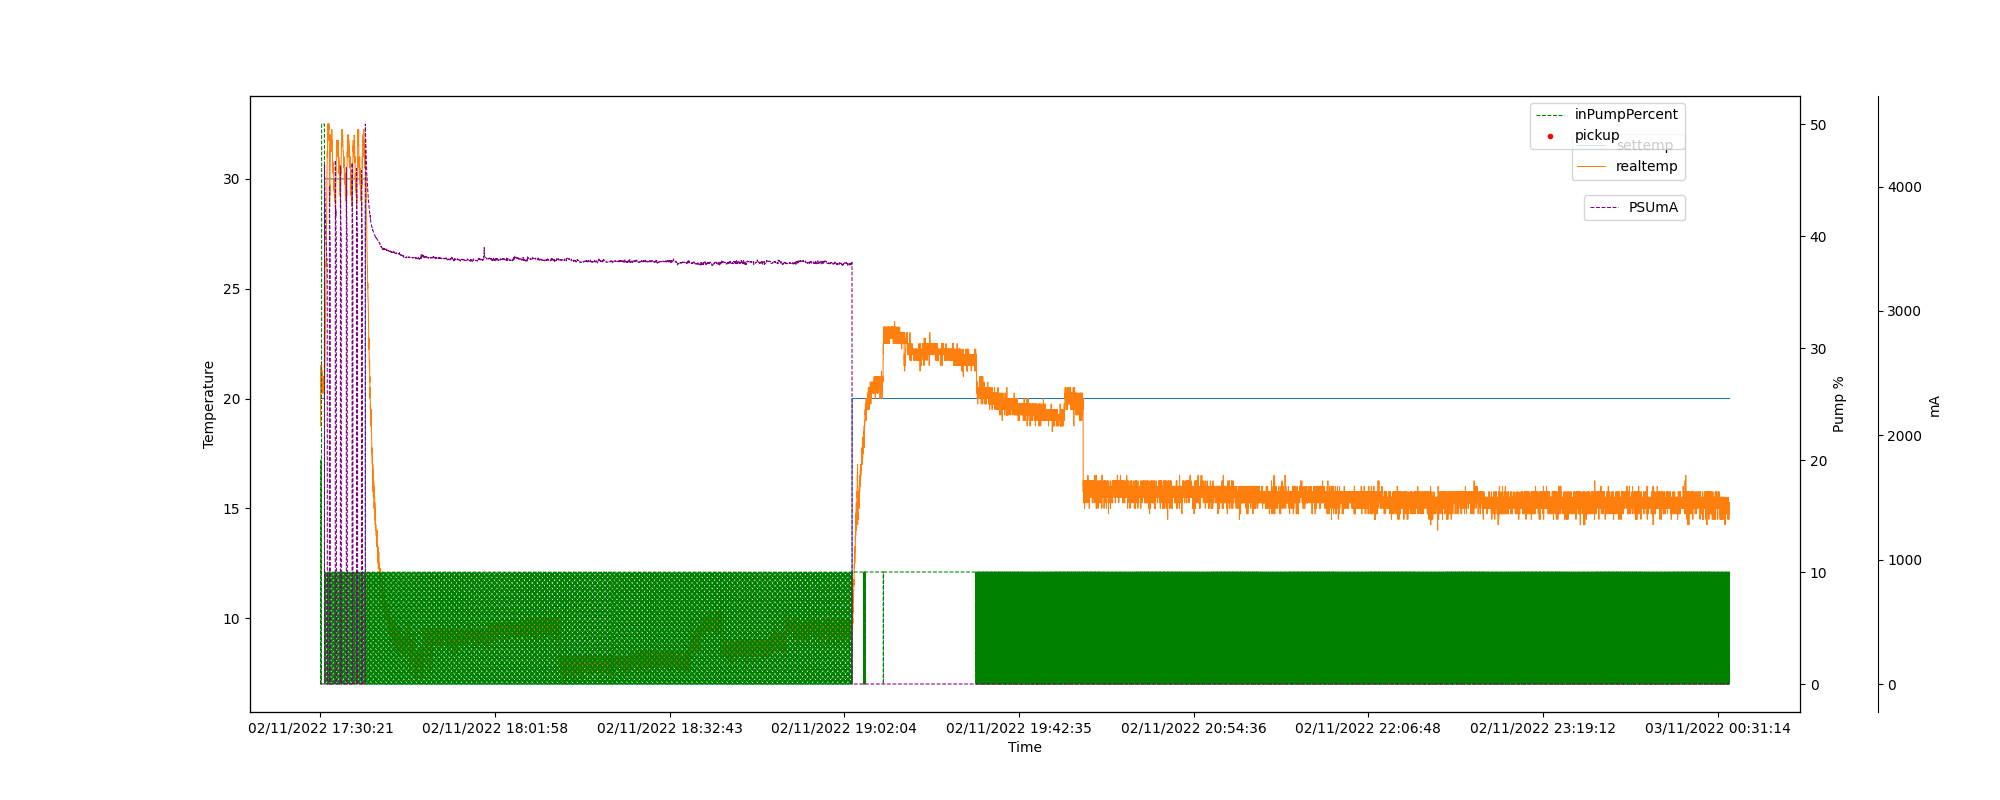 inPumpPercent
pickup
settemp
realtemp
PSUmA
30
25
20
15
10
Temperature
50
40
30
20
10
0
Pump %
4000
3000
2000
1000
0
mA
02/11/2022 17:30:21
02/11/2022 18:01:58
02/11/2022 18:32:43
02/11/2022 19:02:04
02/11/2022 19:42:35
02/11/2022 20:54:36
02/11/2022 22:06:48
02/11/2022 23:19:12
03/11/2022 00:31:14
Time